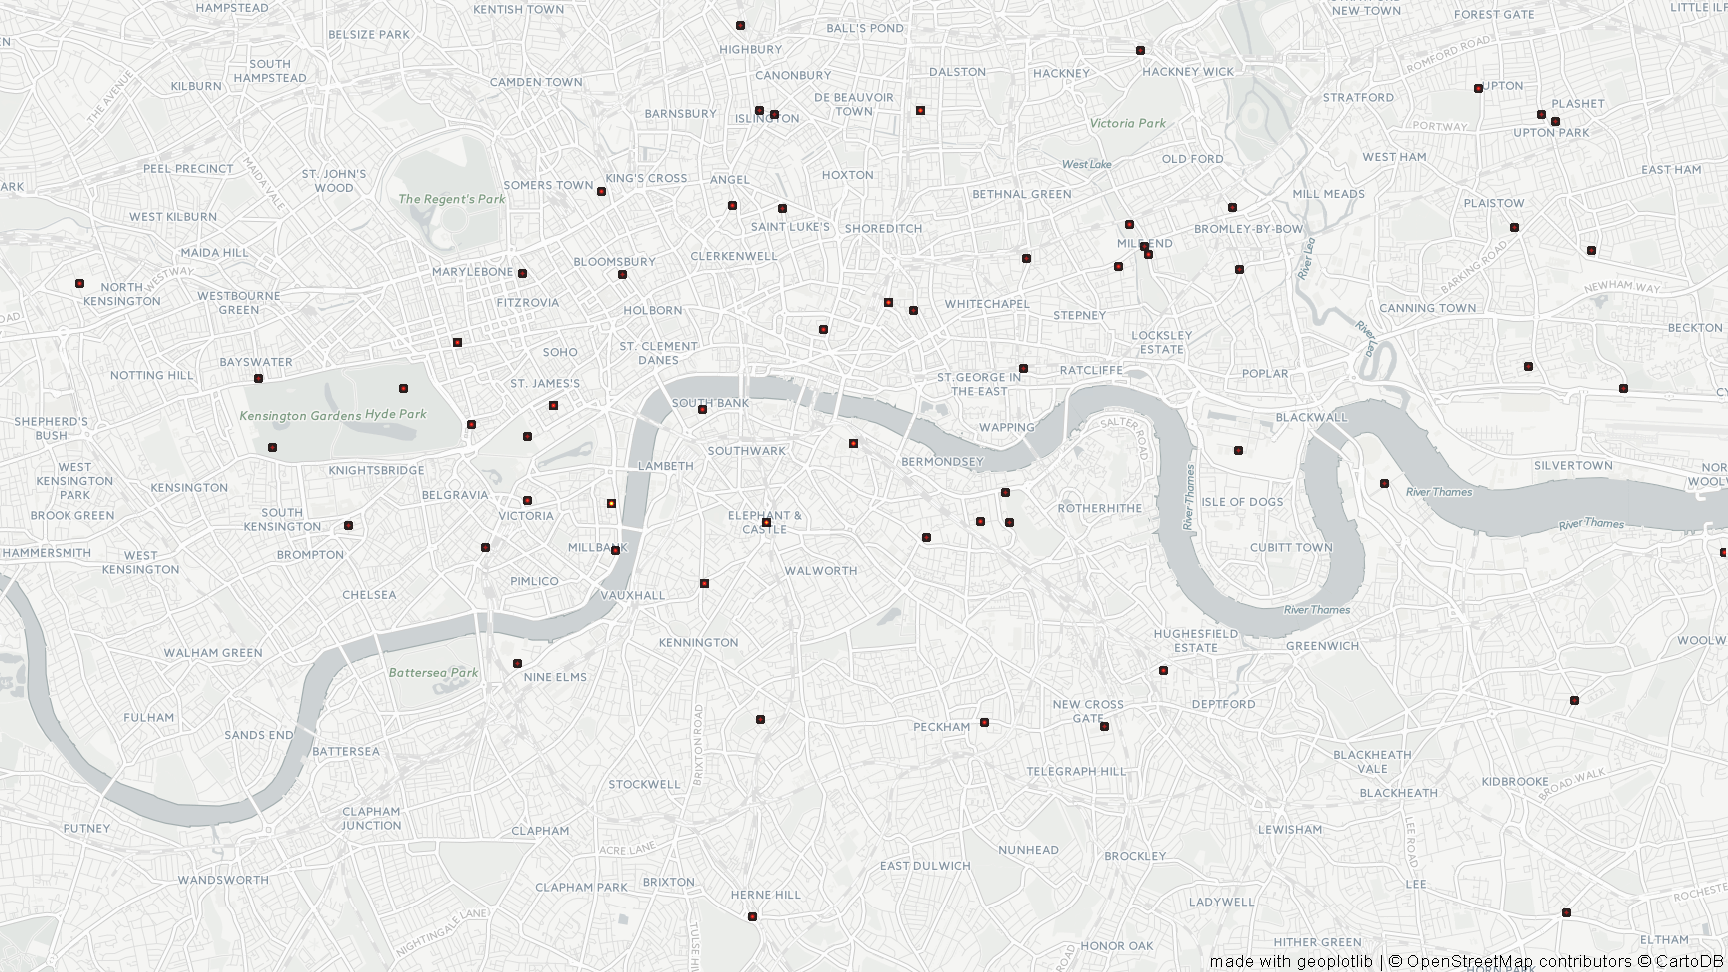 HAMPSTEAD
KENTISH TOWN
BELSIZE PARK
BALL'S POND
NEW TOWN
FOREST GATE
HIGHBURY
SOUTH
HAMPSTEAD
KILBURN
THE AVENUE
CAMDEN TOWN
CANONBURY
DALSTON
HACKNEY
HACKNEY WICK
ROMFORD ROAD
UPTON
STRATFORD
PLASHET
BARNSBURY
ISLINGTON
DE BEAUVOIR
TOWN
Victoria Park
PORTWAY
UPTON PARK
PEEL PRECINCT
MAIDA VALE
ST. JOHN'S
WOOD
The Regent's Park
SOMERS TOWN
KING'S CROSS
ANGEL
HOXTON
West Lake
OLD FORD
WEST HAM
EAST HAM
BETHNAL GREEN
MILL MEADS
PLAISTOW
WEST KILBURN
SAINT LUKE'S
SHOREDITCH
MILE END
BROMLEY-BY-BOW
MAIDA HILL
WESTWAY
MARYLEBONE
BLOOMSBURY
CLERKENWELL
River Lea
BARKING ROAD
NEWHAM WAY
NORTH
KENSINGTON
WESTBOURNE
GREEN
FITZROVIA
HOLBORN
WHITECHAPEL
STEPNEY
CANNING TOWN
BECKTON
ST. CLEMENT
DANES
LOCKSLEY
ESTATE
River Lea
SOHO
BAYSWATER
NOTTING HILL
ST. JAMES'S
ST.GEORGE IN
THE EAST
RATCLIFFE
POPLAR
SOUTH BANK
Kensington Gardens
Hyde Park
BLACKWALL
SHEPHERD'S
BUSH
WAPPING
SALTER ROAD
SOUTHWARK
BERMONDSEY
LAMBETH
KNIGHTSBRIDGE
SILVERTOWN
WEST
KENSINGTON
PARK
KENSINGTON
BELGRAVIA
River Thames
River Thames
BROOK GREEN
SOUTH
KENSINGTON
VICTORIA
ELEPHANT &
CASTLE
ROTHERHITHE
ISLE OF DOGS
River Thames
HAMMERSMITH
WEST
KENSINGTON
BROMPTON
MILLBANK
CUBITT TOWN
WALWORTH
PIMLICO
CHELSEA
VAUXHALL
River Thames
KENNINGTON
HUGHESFIELD
ESTATE
GREENWICH
WALHAM GREEN
Battersea Park
NINE ELMS
FULHAM
BRIXTON ROAD
PECKHAM
NEW CROSS
GATE
DEPTFORD
SANDS END
BATTERSEA
BLACKHEATH
VALE
TELEGRAPH HILL
STOCKWELL
KIDBROOKE
BROAD WALK
BLACKHEATH
CLAPHAM
JUNCTION
CLAPHAM
LEWISHAM
LEE ROAD
ACRE LANE
NUNHEAD
BROCKLEY
EAST DULWICH
WANDSWORTH
CLAPHAM PARK
BRIXTON
HERNE HILL
LEE
LADYWELL
NIGHTINGALE LANE
HONOR OAK
HITHER GREEN
ELTHAM
made with geoplotlib | © OpenStreetMap contributors © CartoDB